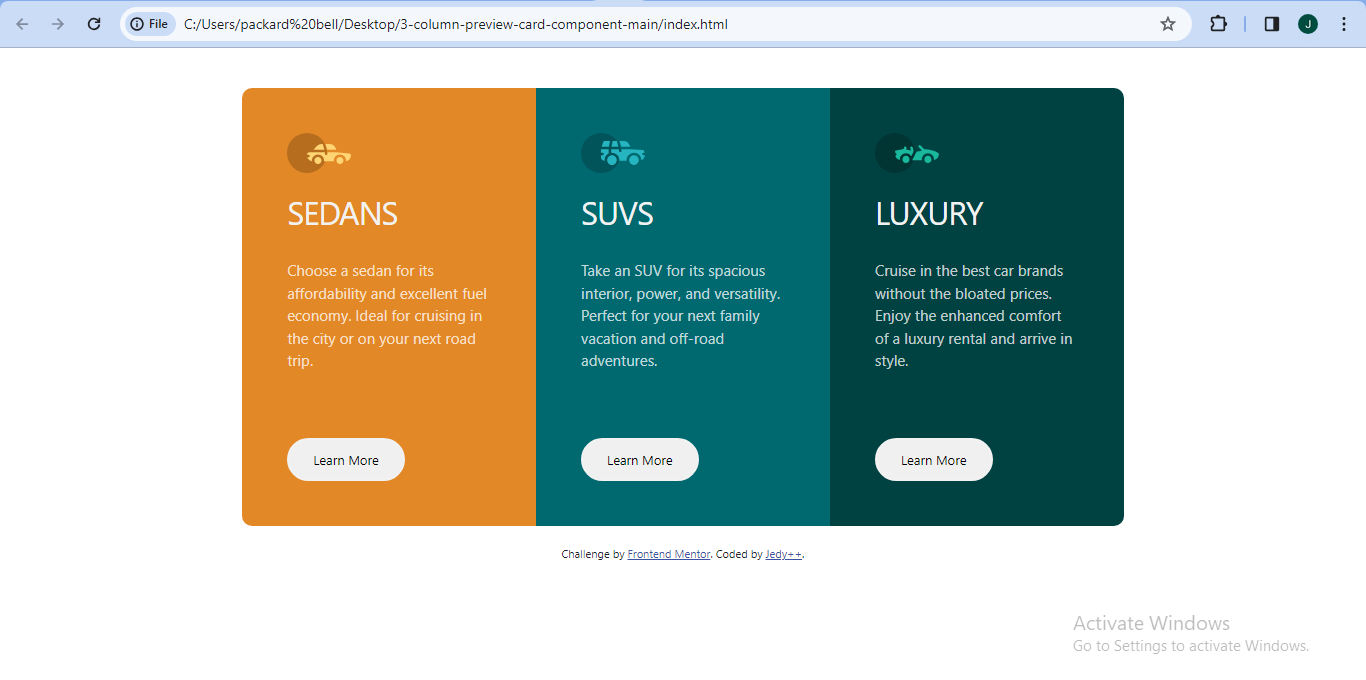 File C:/Users/packard%20bell/Desktop/3-column-preview-card-component-main/index.html
J
SEDANS
Choose a sedan for its
affordability and excellent fuel
economy. Ideal for cruising in
the city or on your next road
trip.
Learn More
SUVS
Take an SUV for its spacious
interior, power, and versatility.
Perfect for your next family
vacation and off-road
adventures.
Learn More
LUXURY
Cruise in the best car brands
without the bloated prices.
Enjoy the enhanced comfort
of a luxury rental and arrive in
style.
Learn More
Challenge by Frontend Mentor. Coded by Jedy++.
Activate Windows
Go to Settings to activate Windows.